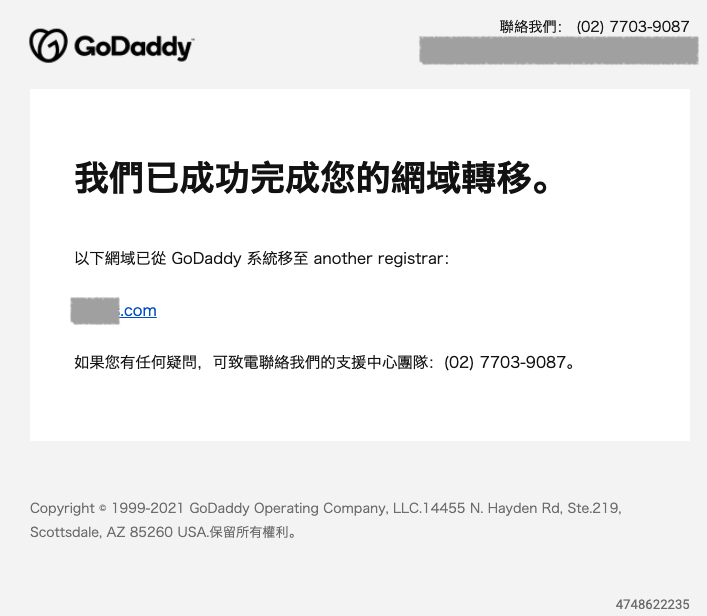 GoDaddy
聯絡我們： (02) 7703-9087
我們已成功完成您的網域轉移。
以下網域已從 GoDaddy 系統移至 another registrar：
.com
如果您有任何疑問，可致電聯絡我們的支援中心團隊：(02) 7703-9087。
Copyright © 1999-2021 GoDaddy Operating Company, LLC.14455 N. Hayden Rd, Ste.219,
Scottsdale, AZ 85260 USA.保留所有權利。
4748622235